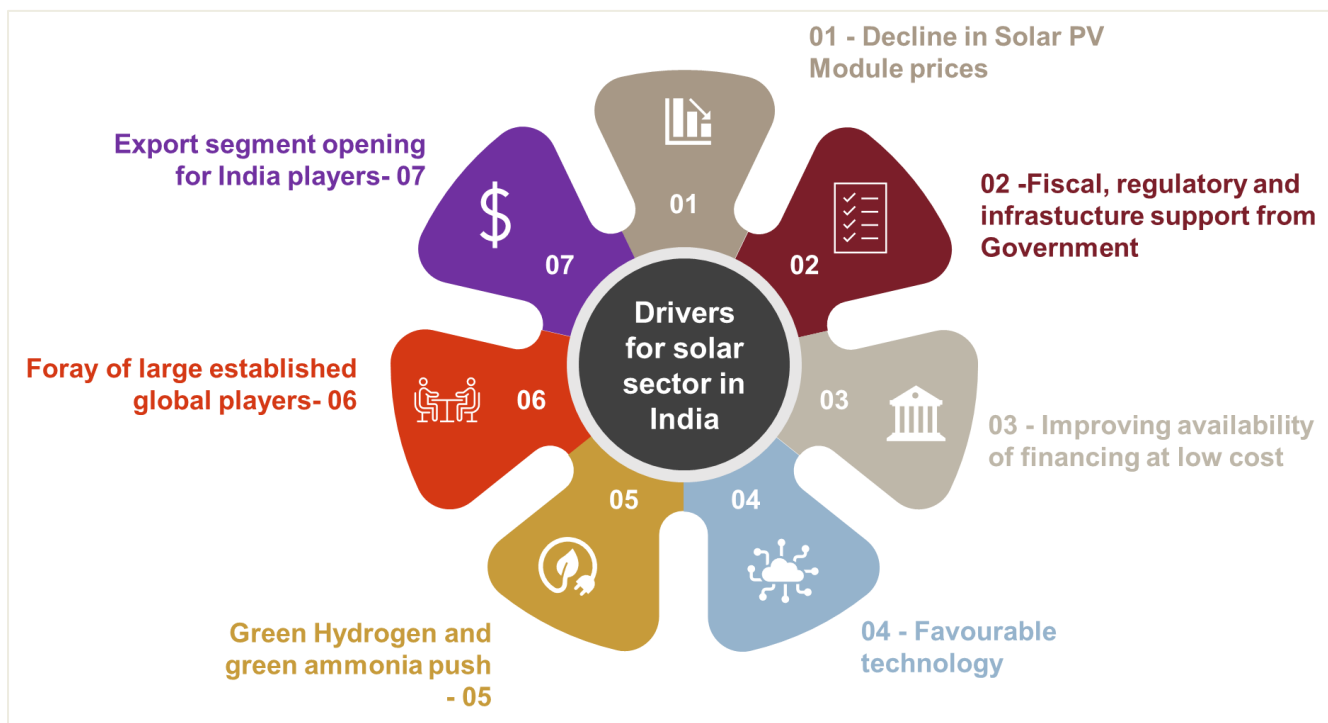 01 - Decline in Solar PV
Module prices
Export segment opening
for India players- 07
01
02 -Fiscal, regulatory and
infrastucture support from
Government
07
02
Drivers
for solar
sector in
India
Foray of large established
global players- 06
06
03
03 - Improving availability
of financing at low cost
05
04
Green Hydrogen and
green ammonia push
- 05
04 - Favourable
technology